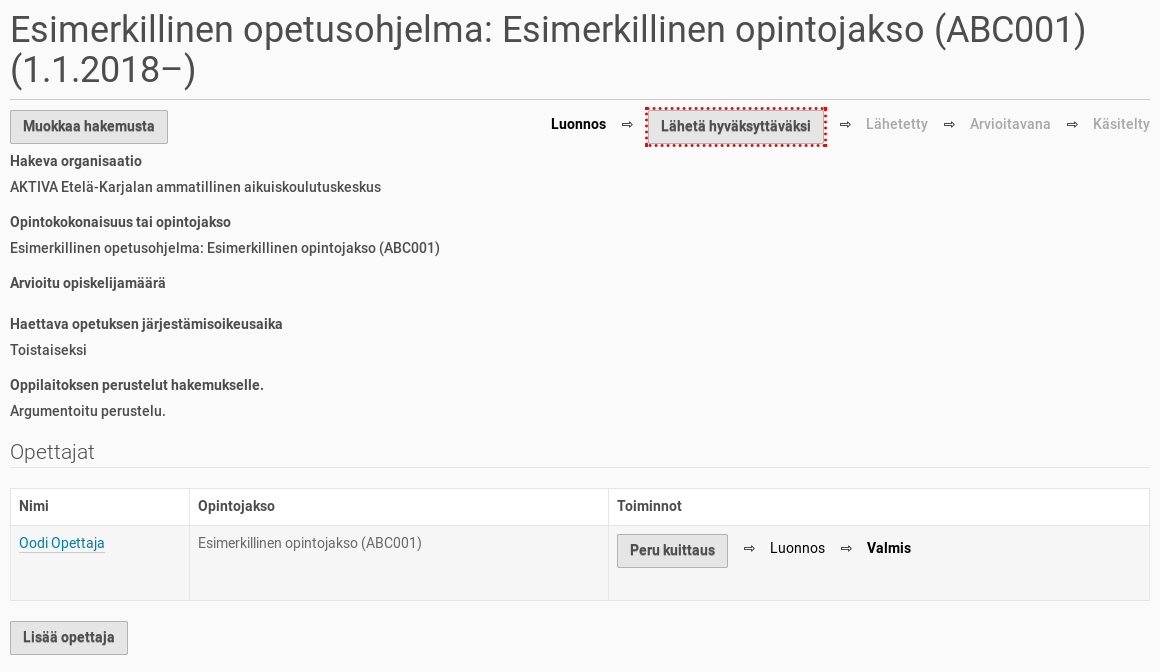 Esimerkillinen opetusohjelma: Esimerkillinen opintojakso (ABC001)
(1.1.2018–)
Muokkaa hakemusta
Luonnos ⇨ Lähetä hyväksyttäväksi ⇨ Lähetetty ⇨ Arvioitavana ⇨ Käsitelty
Hakeva organisaatio
AKTIVA Etelä-Karjalan ammatillinen aikuiskoulutuskeskus
Opintokokonaisuus tai opintojakso
Esimerkillinen opetusohjelma: Esimerkillinen opintojakso (ABC001)
Arvioitu opiskelijamäärä
Haettava opetuksen järjestämisoikeusaika
Toistaiseksi
Oppilaitoksen perustelut hakemukselle.
Argumentoitu perustelu.
Opettajat
Nimi Opintojakso Toiminnot
Oodi Opettaja Esimerkillinen opintojakso (ABC001) Peru kuittaus ⇨ Luonnos ⇨ Valmis
Lisää opettaja